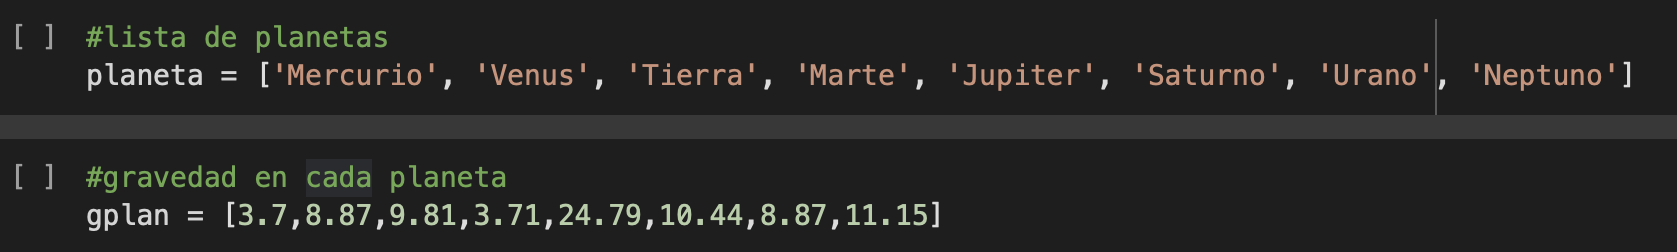 [ ] #lista de planetas
planeta = ['Mercurio', 'Venus', 'Tierra', 'Marte', 'Jupiter', 'Saturno', 'Urano', 'Neptuno']
[ ] #gravedad en cada planeta
gplan = [3.7,8.87,9.81,3.71,24.79,10.44,8.87,11.15]